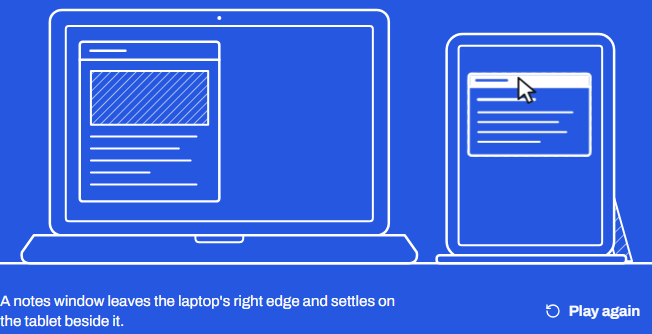 A notes window leaves the laptop's right edge and settles on
the tablet beside it.
Play again